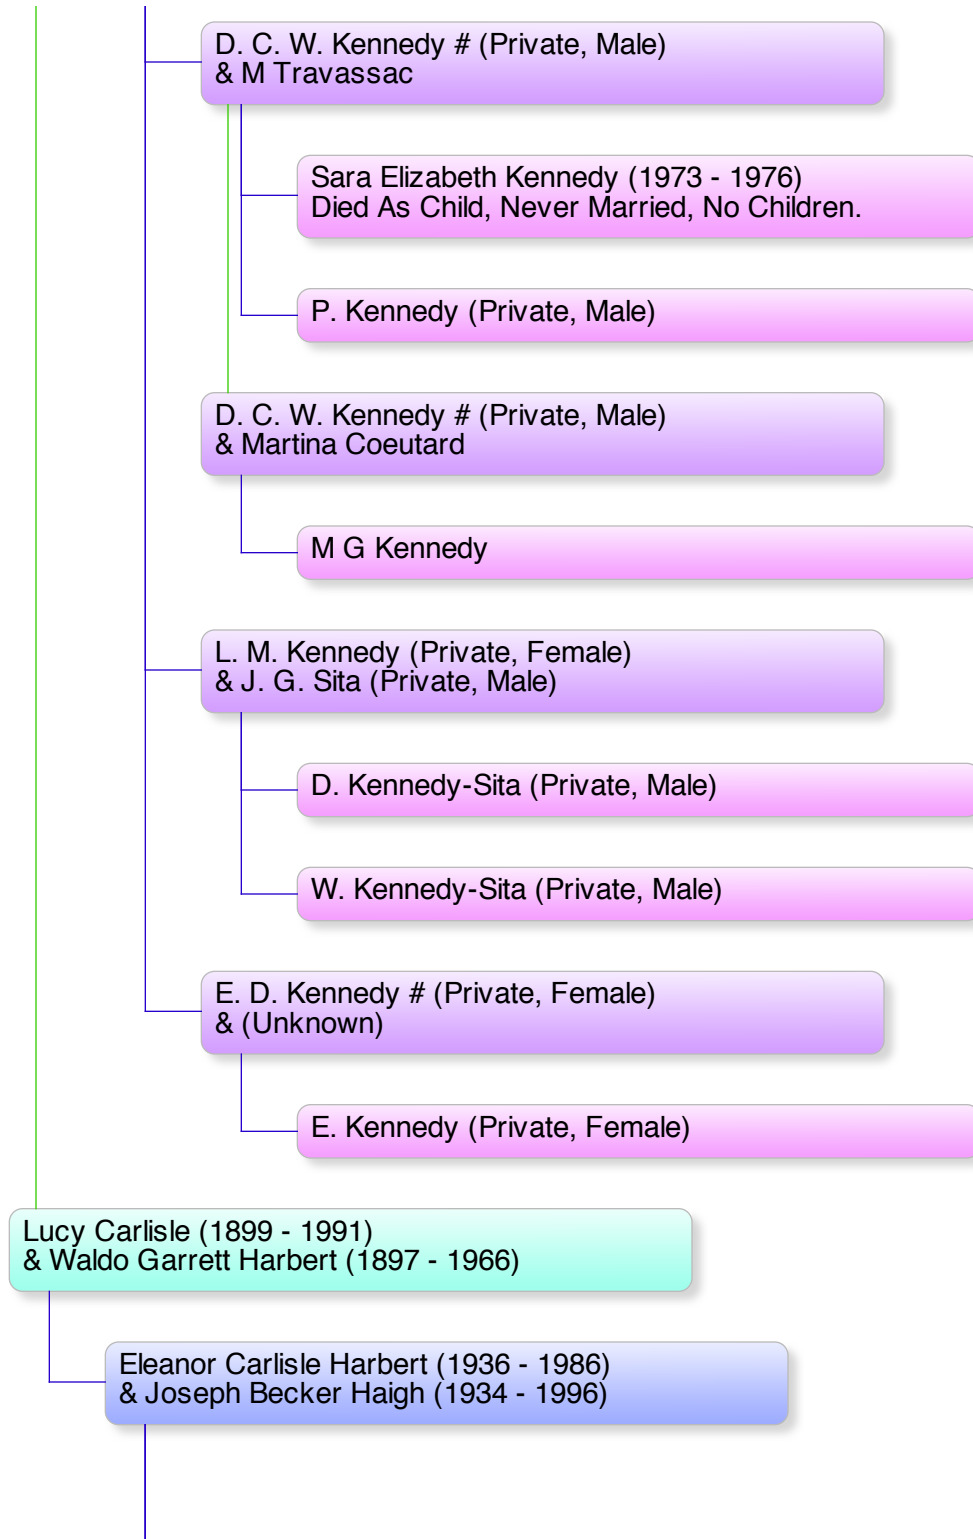 D. C. W. Kennedy # (Private, Male)
& M Travassac
Sara Elizabeth Kennedy (1973 - 1976)
Died As Child, Never Married, No Children.
P. Kennedy (Private, Male)
D. C. W. Kennedy # (Private, Male)
& Martina Coeutard
M G Kennedy
L. M. Kennedy (Private, Female)
& J. G. Sita (Private, Male)
D. Kennedy-Sita (Private, Male)
W. Kennedy-Sita (Private, Male)
E. D. Kennedy # (Private, Female)
& (Unknown)
E. Kennedy (Private, Female)
Lucy Carlisle (1899 - 1991)
& Waldo Garrett Harbert (1897 - 1966)
Eleanor Carlisle Harbert (1936 - 1986)
& Joseph Becker Haigh (1934 - 1996)